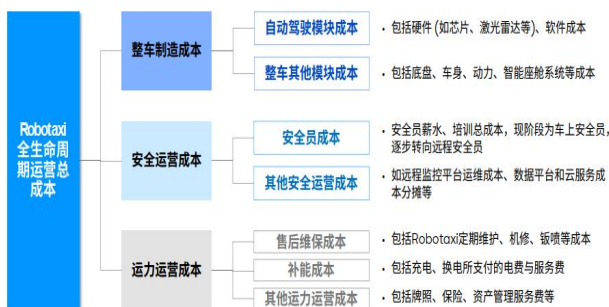 Robotaxi
全生命周
期运营总
成本
整车制造成本
自动驾驶模块成本
• 包括硬件 (如芯片、激光雷达等)、软件成本
整车其他模块成本
• 包括底盘、车身、动力、智能座舱系统等成本
安全运营成本
安全员成本
• 安全员薪水、培训总成本，现阶段为车上安全员，
逐步转向远程安全员
其他安全运营成本
• 如远程监控平台运维成本、数据平台和云服务成
本分摊等
运力运营成本
售后维保成本
• 包括Robotaxi定期维护、机修、钣喷等成本
补能成本
• 包括充电、换电所支付的电费与服务费
其他运力运营成本
• 包括牌照、保险、资产管理服务费等